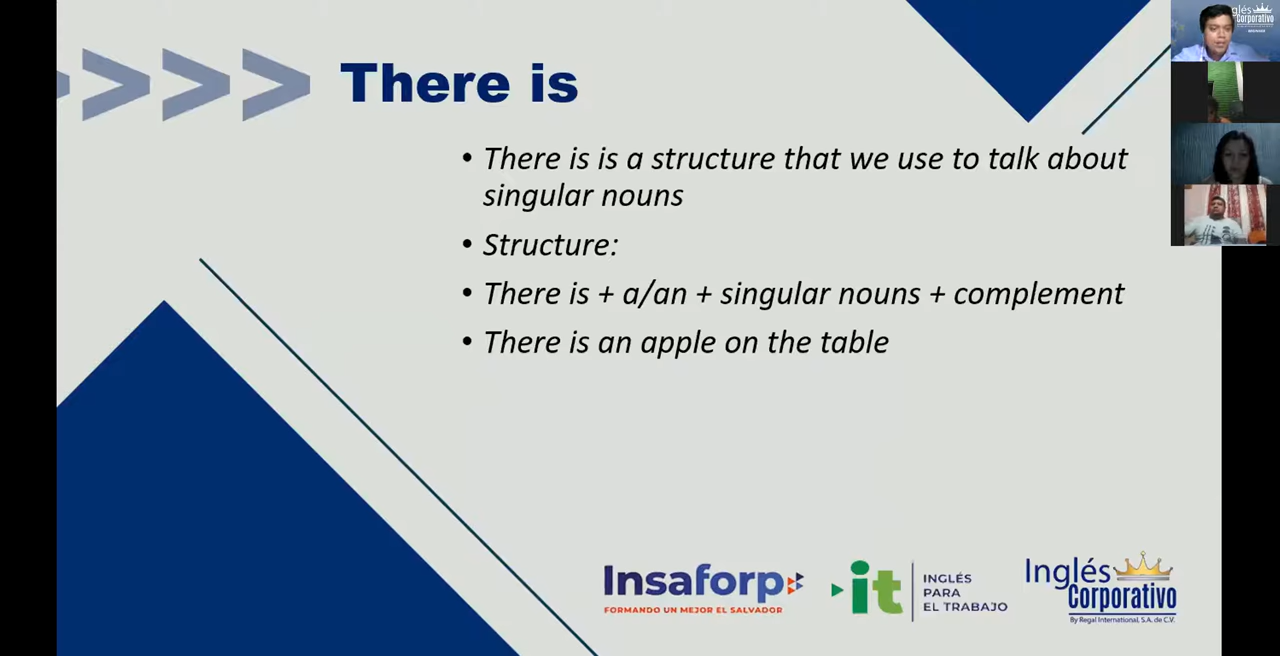 There is
• There is is a structure that we use to talk about
singular nouns
• Structure:
• There is + a/an + singular nouns + complement
• There is an apple on the table
Insaforp
FORMANDO UN MEJOR EL SALVADOR
it
INGLÉS
PARA
EL TRABAJO
Inglés
Corporativo
By Regal International, S.A. de C.V.
glés
Corporativo